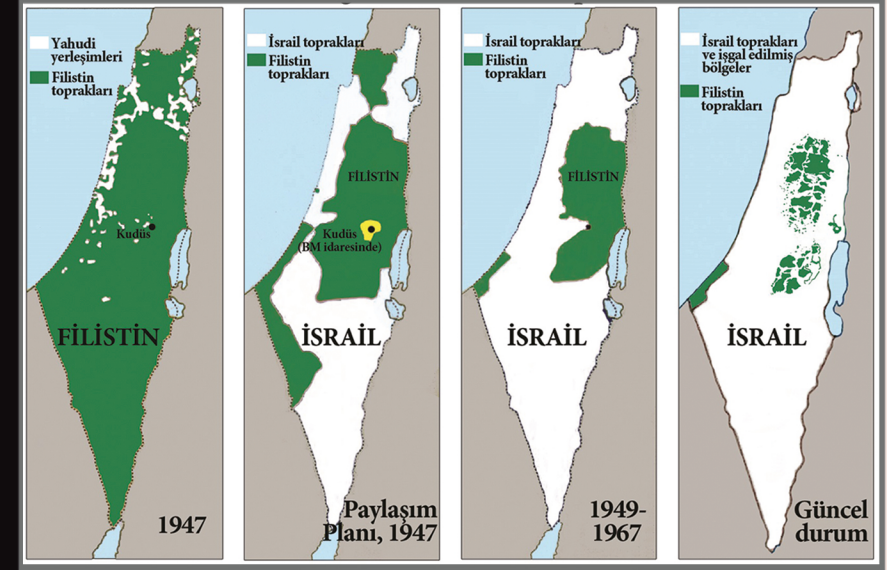 Yahudi
yerleşimleri
Filistin
toprakları
Kudüs
FİLİSTİN
1947
İsrail toprakları
Filistin
toprakları
FİLİSTİN
Kudüs
(BM idaresinde)
İSRAİL
Paylaşım
Planı, 1947
İsrail toprakları
Filistin
toprakları
FİLİSTİN
İSRAİL
1949-
1967
İsrail toprakları
ve işgal edilmiş
bölgeler
Filistin
toprakları
İSRAİL
Güncel
durum